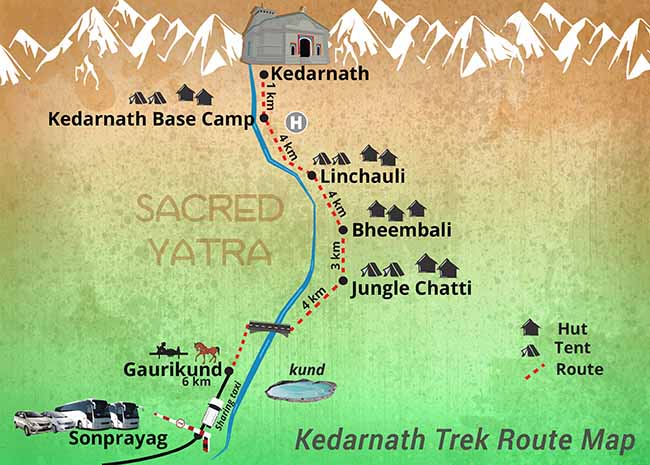 Kedarnath
1 km
Kedarnath Base Camp
H
4 km
Linchauli
4 km
SACRED
YATRA
Bheembali
3 km
Jungle Chatti
4 km
Hut
Tent
Route
Gaurikund
6 km
kund
Sharing taxi
Sonprayag
Kedarnath Trek Route Map